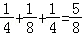 1/4 + 1/8 + 1/4 = 5/8